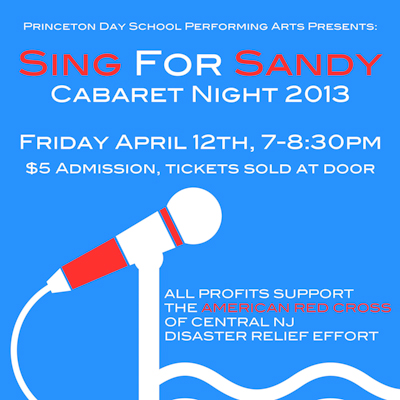 Princeton Day School Performing Arts Presents:
Sing For Sandy
Cabaret Night 2013
Friday April 12th, 7-8:30pm
$5 Admission, tickets sold at door
ALL PROFITS SUPPORT
THE AMERICAN RED CROSS
OF CENTRAL NJ
DISASTER RELIEF EFFORT